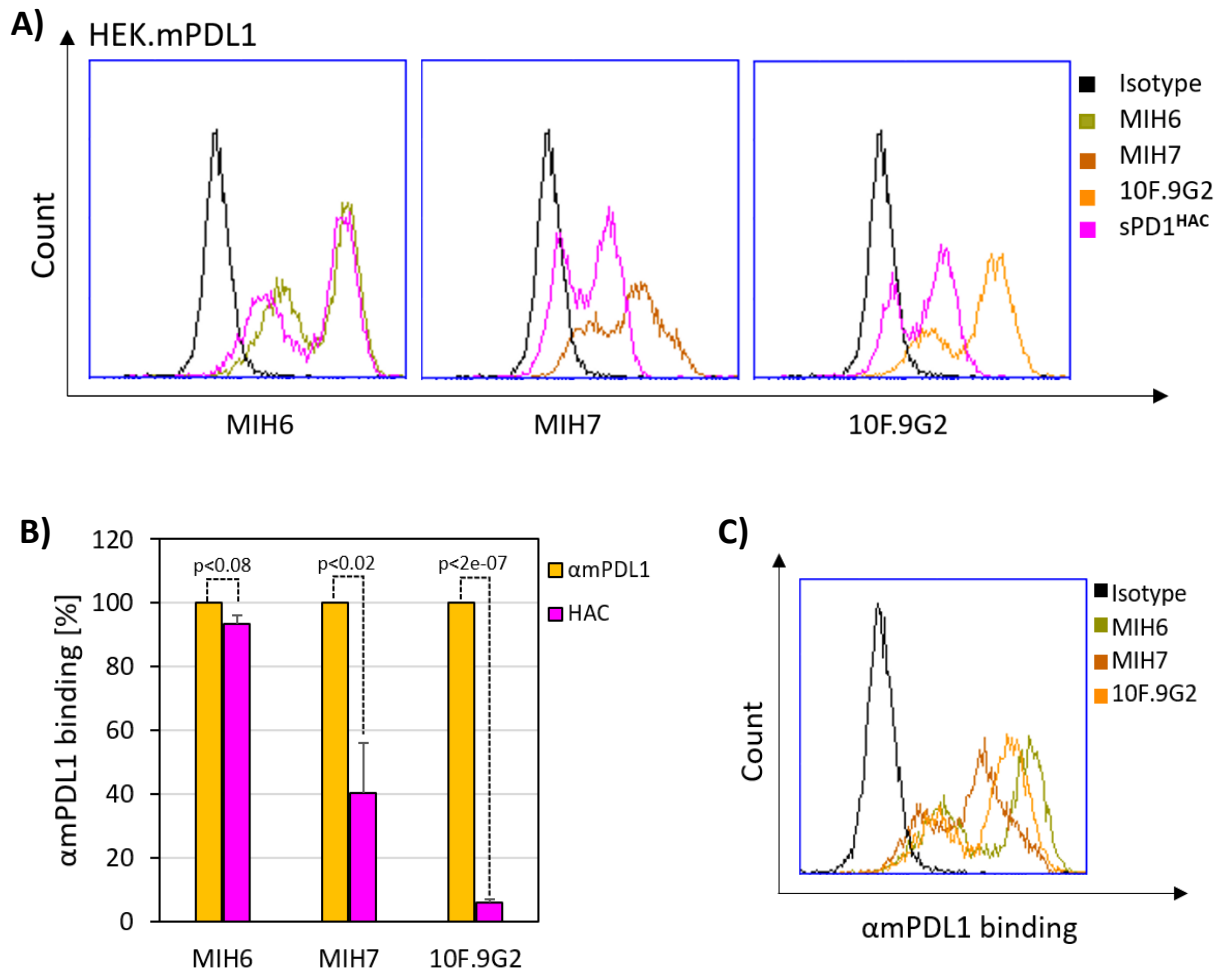 A)
HEK.mPDL1
Count
Isotype
MIH6
MIH7
10F.9G2
sPD1HAC
MIH6 MIH7 10F.9G2
B)
αmPDL1 binding [%]
120
100
80
60
40
20
0
p<0.08 p<0.02 p<2e-07
αmPDL1
HAC
MIH6 MIH7 10F.9G2
C)
Count
Isotype
MIH6
MIH7
10F.9G2
αmPDL1 binding